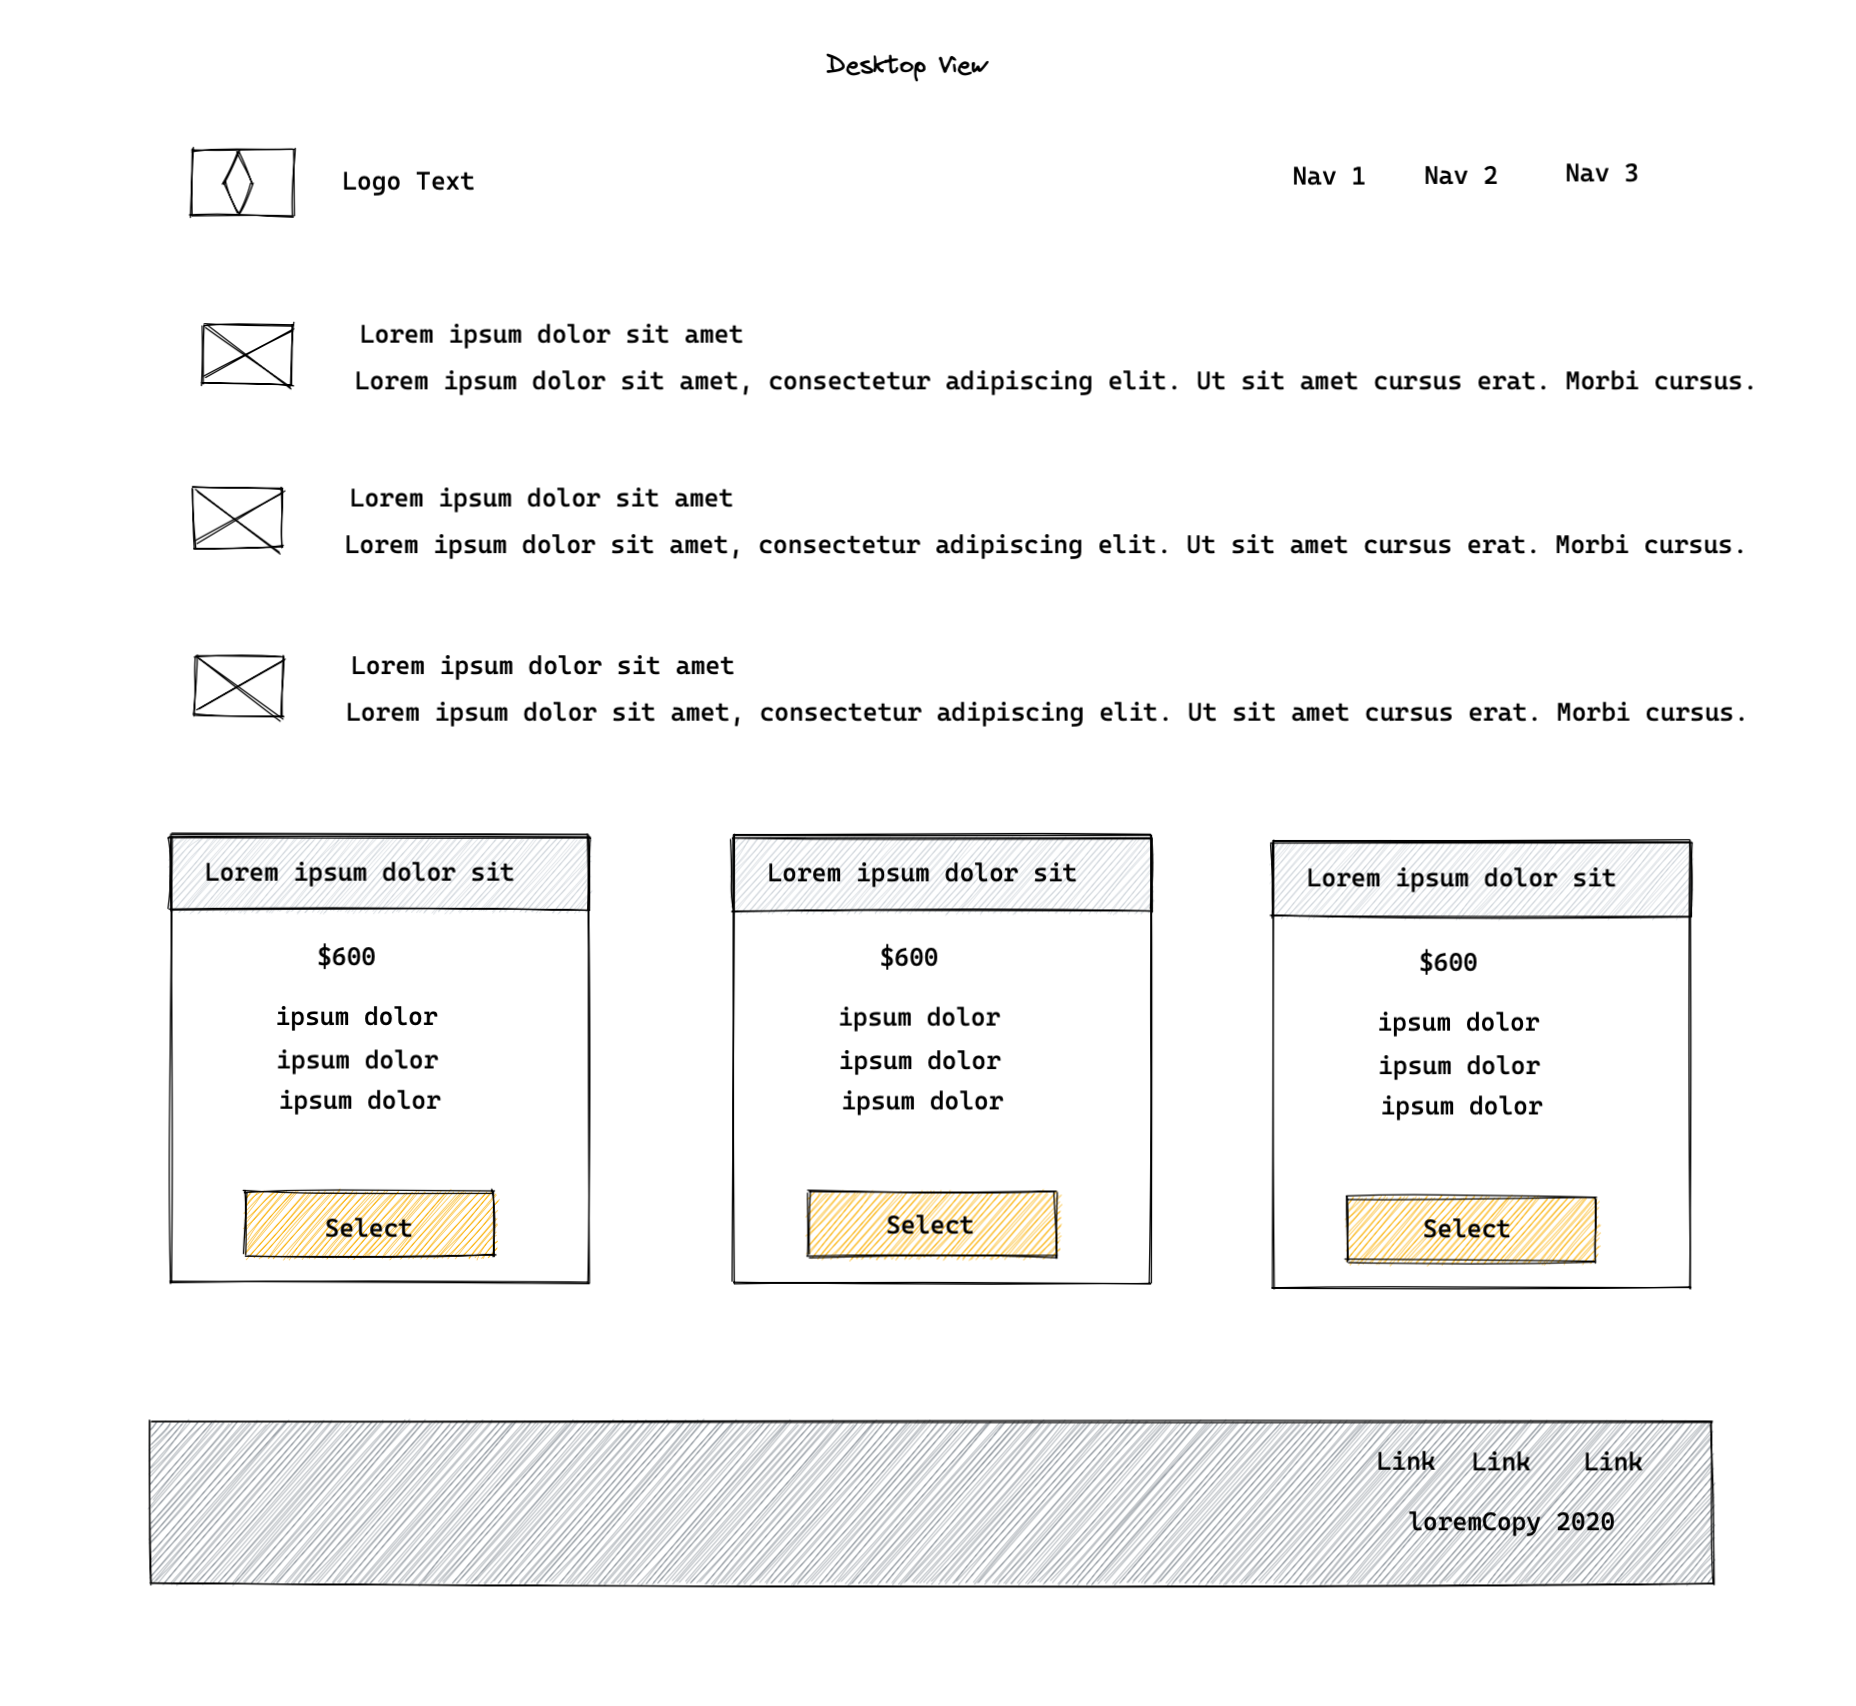 Desktop View
Logo Text
Nav 1 Nav 2 Nav 3
Lorem ipsum dolor sit amet
Lorem ipsum dolor sit amet, consectetur adipiscing elit. Ut sit amet cursus erat. Morbi cursus.
Lorem ipsum dolor sit amet
Lorem ipsum dolor sit amet, consectetur adipiscing elit. Ut sit amet cursus erat. Morbi cursus.
Lorem ipsum dolor sit amet
Lorem ipsum dolor sit amet, consectetur adipiscing elit. Ut sit amet cursus erat. Morbi cursus.
Lorem ipsum dolor sit
$600
ipsum dolor
ipsum dolor
ipsum dolor
Select
Lorem ipsum dolor sit
$600
ipsum dolor
ipsum dolor
ipsum dolor
Select
Lorem ipsum dolor sit
$600
ipsum dolor
ipsum dolor
ipsum dolor
Select
Link Link Link
loremCopy 2020